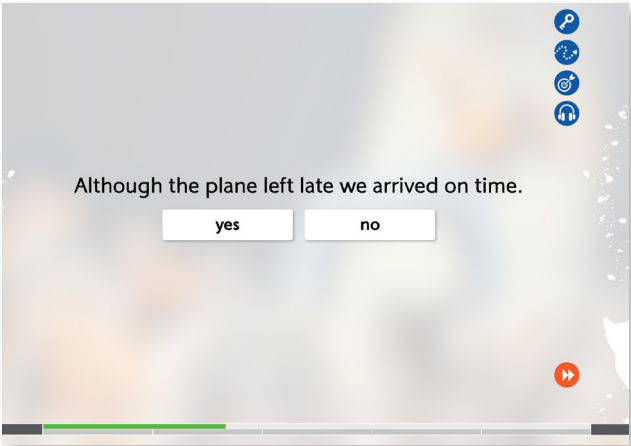 Although the plane left late we arrived on time.
yes
no